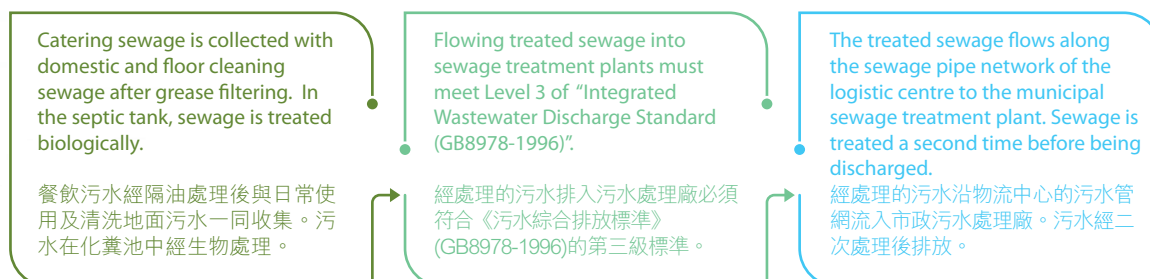 Catering sewage is collected with
domestic and floor cleaning
sewage after grease filtering. In
the septic tank, sewage is treated
biologically.
餐飲污水經隔油處理後與日常使
用及清洗地面污水一同收集。污
水在化糞池中經生物處理。
Flowing treated sewage into
sewage treatment plants must
meet Level 3 of “Integrated
Wastewater Discharge Standard
(GB8978-1996)”.
經處理的污水排入污水處理廠必須
符合《污水綜合排放標準》
(GB8978-1996)的第三級標準。
The treated sewage flows along
the sewage pipe network of the
logistic centre to the municipal
sewage treatment plant. Sewage is
treated a second time before being
discharged.
經處理的污水沿物流中心的污水管
網流入市政污水處理廠。污水經二
次處理後排放。